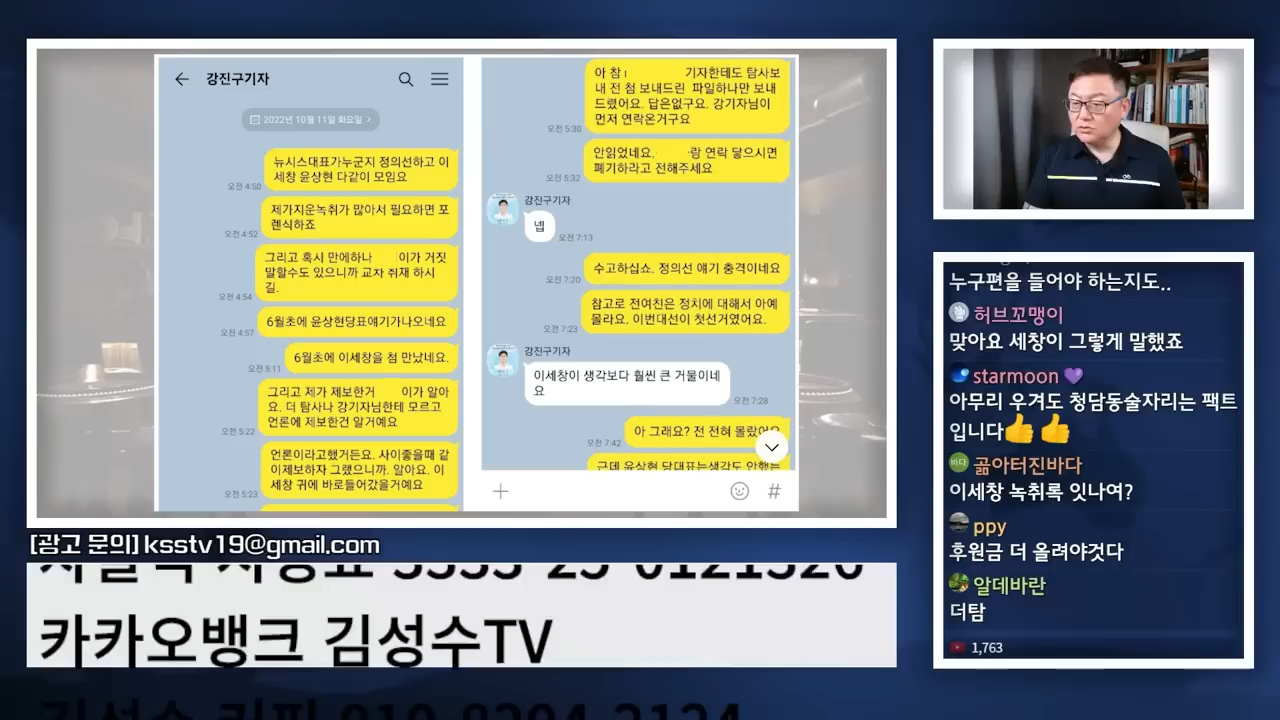 강진구기자
2022년 10월 11일 화요일
뉴시스대표가누군지 정의선하고 이
세창 윤상현 다같이 모임요
오전 4:50
제가지운녹취가 많아서 필요하면 포
렌식하죠
오전 4:52
그리고 혹시 만에하나 이가 거짓
말할수도 있으니까 교차 취재 하시
길.
오전 4:54
6월초에 윤상현당표얘기가나오네요
오전 4:57
6월초에 이세창을 첨 만났네요.
오전 5:11
그리고 제가 제보한거 이가 알아
요. 더 탐사나 강기자님한테 모르고
언론에 제보한건 알거예요
오전 5:22
언론이라고했거든요. 사이좋을때 같
이제보하자 그랬으니까. 알아요. 이
세창 귀에 바로들어갔을거예요
오전 5:23
아 참 기자한테도 탐사보
내 전 첨 보내드린 파일하나만 보내
드렸어요. 답은없구요. 강기자님이
먼저 연락온거구요
오전 5:30
안읽었네요. 랑 연락 닿으시면
폐기하라고 전해주세요
오전 5:32
강진구기자
넵
오전 7:13
수고하십쇼. 정의선 얘기 충격이네요
오전 7:20
참고로 전여친은 정치에 대해서 아예
몰라요. 이번대선이 첫선거였어요.
오전 7:23
강진구기자
이세창이 생각보다 훨씬 큰 거물이네
요
오전 7:28
아 그래요? 전 전혀 몰랐어요
오전 7:42
근데 윤상현 당대표는생각도 안했는
[광고 문의] ksstv19@gmail.com
카카오뱅크 김성수TV
누구편을 들어야 하는지도..
허브꼬맹이
맞아요 세창이 그렇게 말했죠
starmoon 💜
아무리 우겨도 청담동술자리는 팩트
입니다👍👍
바다 곪아터진바다
이세창 녹취록 잇나여?
ppy
후원금 더 올려야것다
알데바란
더탐
1,763